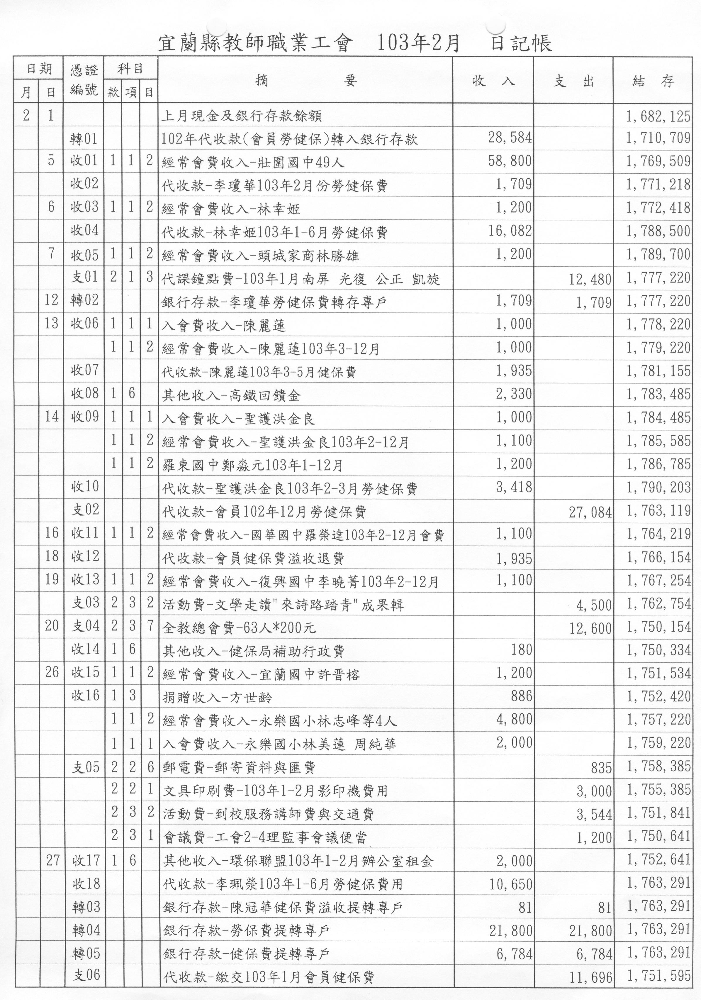 宜蘭縣教師職業工會 103年2月 日記帳
日期 憑證編號 科目 摘要 收入 支出 結存
月 日 款 項 目
2 1 上月現金及銀行存款餘額 1,682,125
轉01 102年代收款(會員勞健保)轉入銀行存款 28,584 1,710,709
5 收01 1 1 2 經常會費收入-壯圍國中49人 58,800 1,769,509
收02 代收款-李瓊華103年2月份勞健保費 1,709 1,771,218
6 收03 1 1 2 經常會費收入-林幸姬 1,200 1,772,418
收04 代收款-林幸姬103年1-6月勞健保費 16,082 1,788,500
7 收05 1 1 2 經常會費收入-頭城家商林勝雄 1,200 1,789,700
支01 2 1 3 代課鐘點費-103年1月南屏 光復 公正 凱旋 12,480 1,777,220
12 轉02 銀行存款-李瓊華勞健保費轉存專戶 1,709 1,709 1,777,220
13 收06 1 1 1 入會費收入-陳麗蓮 1,000 1,778,220
1 1 2 經常會費收入-陳麗蓮103年3-12月 1,000 1,779,220
收07 代收款-陳麗蓮103年3-5月健保費 1,935 1,781,155
收08 1 6 其他收入-高鐵回饋金 2,330 1,783,485
14 收09 1 1 1 入會費收入-聖護洪金良 1,000 1,784,485
1 1 2 經常會費收入-聖護洪金良103年2-12月 1,100 1,785,585
1 1 2 羅東國中鄭淼元103年1-12月 1,200 1,786,785
收10 代收款-聖護洪金良103年2-3月勞健保費 3,418 1,790,203
支02 代收款-會員102年12月勞健保費 27,084 1,763,119
16 收11 1 1 2 經常會費收入-國華國中羅榮達103年2-12月會費 1,100 1,764,219
18 收12 代收款-會員健保費溢收退費 1,935 1,766,154
19 收13 1 1 2 經常會費收入-復興國中李曉菁103年2-12月 1,100 1,767,254
支03 2 3 2 活動費-文學走讀"來詩路踏青"成果輯 4,500 1,762,754
20 支04 2 3 7 全教總會費-63人*200元 12,600 1,750,154
收14 1 6 其他收入-健保局補助行政費 180 1,750,334
26 收15 1 1 2 經常會費收入-宜蘭國中許晋榕 1,200 1,751,534
收16 1 3 捐贈收入-方世齡 886 1,752,420
1 1 2 經常會費收入-永樂國小林志峰等4人 4,800 1,757,220
1 1 1 入會費收入-永樂國小林美蓮 周純華 2,000 1,759,220
支05 2 2 6 郵電費-郵寄資料與匯費 835 1,758,385
2 2 1 文具印刷費-103年1-2月影印機費用 3,000 1,755,385
2 3 2 活動費-到校服務講師費與交通費 3,544 1,751,841
2 3 1 會議費-工會2-4理監事會議便當 1,200 1,750,641
27 收17 1 6 其他收入-環保聯盟103年1-2月辦公室租金 2,000 1,752,641
收18 代收款-李珮滎103年1-6月勞健保費用 10,650 1,763,291
轉03 銀行存款-陳冠華健保費溢收提轉專戶 81 81 1,763,291
轉04 銀行存款-勞保費提轉專戶 21,800 21,800 1,763,291
轉05 銀行存款-健保費提轉專戶 6,784 6,784 1,763,291
支06 代收款-繳交103年1月會員健保費 11,696 1,751,595